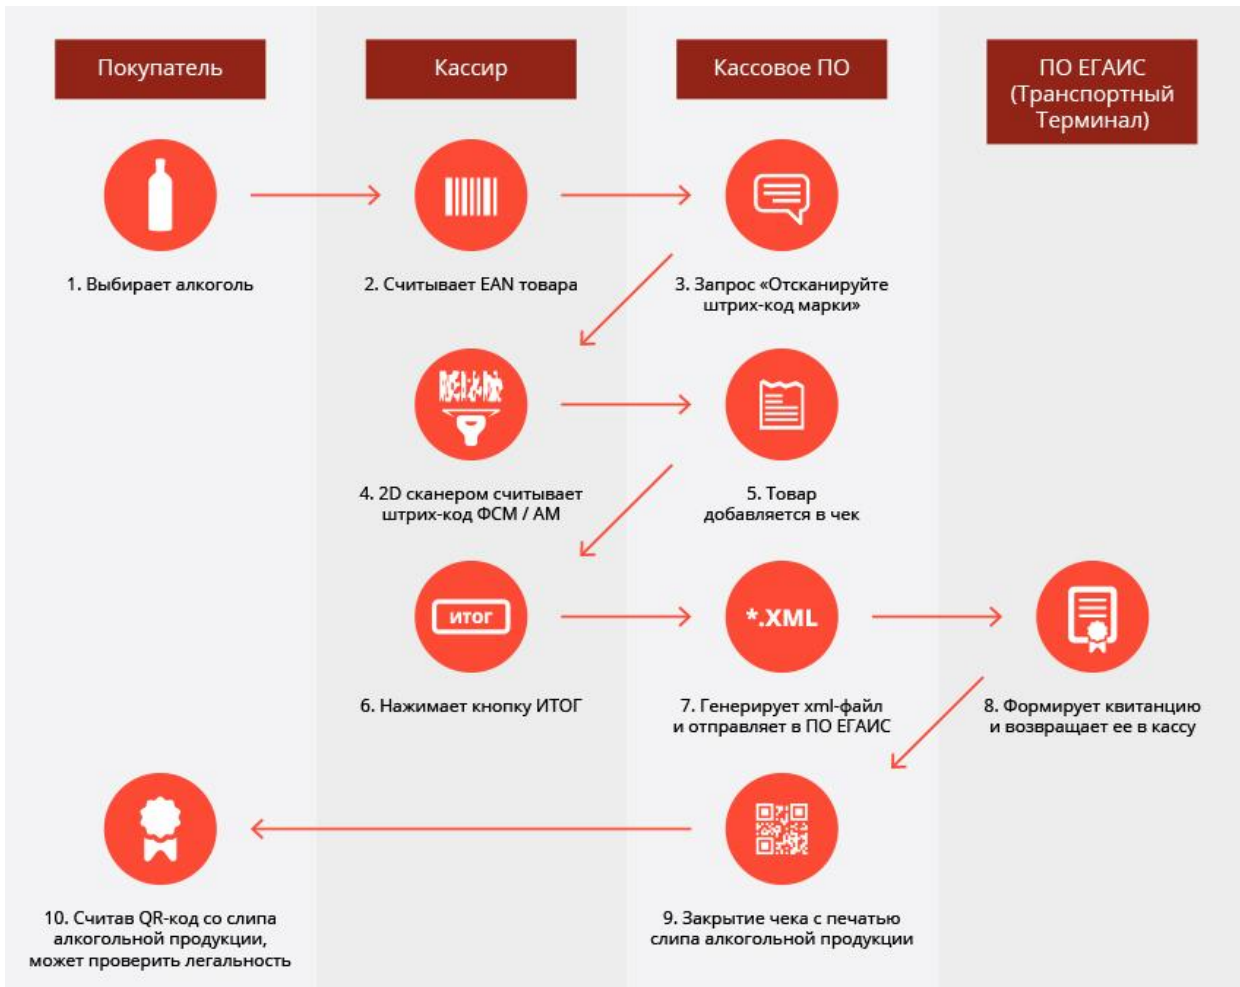 Покупатель
Кассир
Кассовое ПО
ПО ЕГАИС
(Транспортный
Терминал)
1. Выбирает алкоголь
2. Считывает EAN товара
3. Запрос «Отсканируйте
штрих-код марки»
4. 2D сканером считывает
штрих-код ФСМ / АМ
5. Товар
добавляется в чек
итог
*.XML
6. Нажимает кнопку ИТОГ
7. Генерирует xml-файл
и отправляет в ПО ЕГАИС
8. Формирует квитанцию
и возвращает ее в кассу
10. Считав QR-код со слипа
алкогольной продукции,
может проверить легальность
9. Закрытие чека с печатью
слипа алкогольной продукции